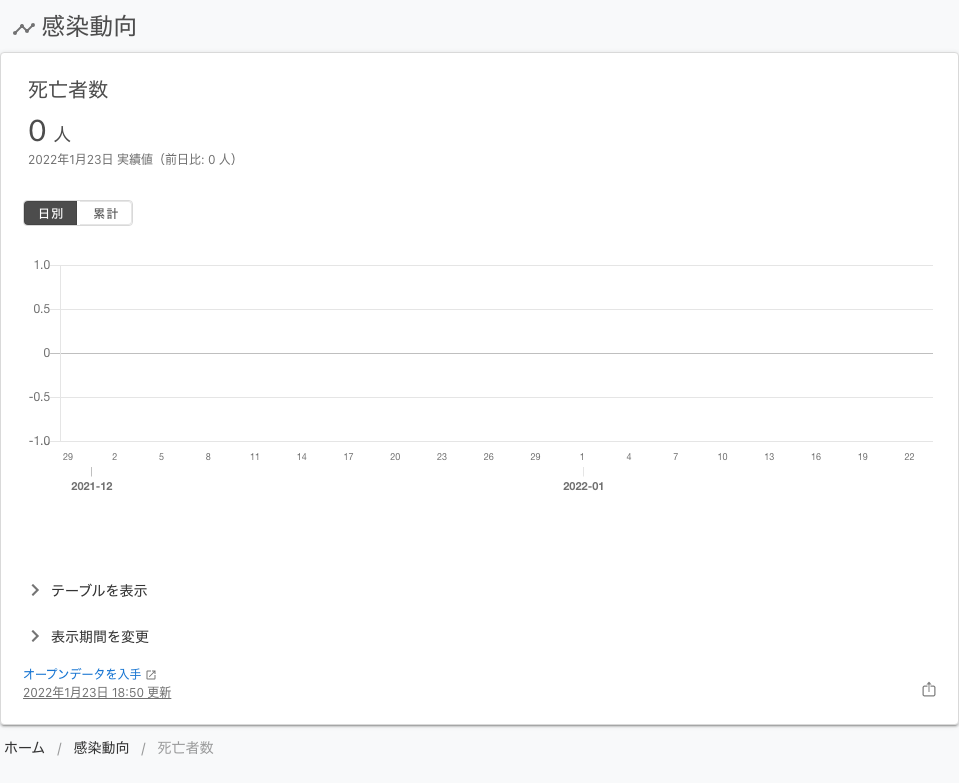 感染動向
死亡者数
0 人
2022年1月23日 実績値（前日比: 0 人）
日別 累計
1.0
0.5
0
-0.5
-1.0
29 2 5 8 11 14 17 20 23 26 29 1 4 7 10 13 16 19 22
2021-12 2022-01
テーブルを表示
表示期間を変更
オープンデータを入手
2022年1月23日 18:50 更新
ホーム / 感染動向 / 死亡者数